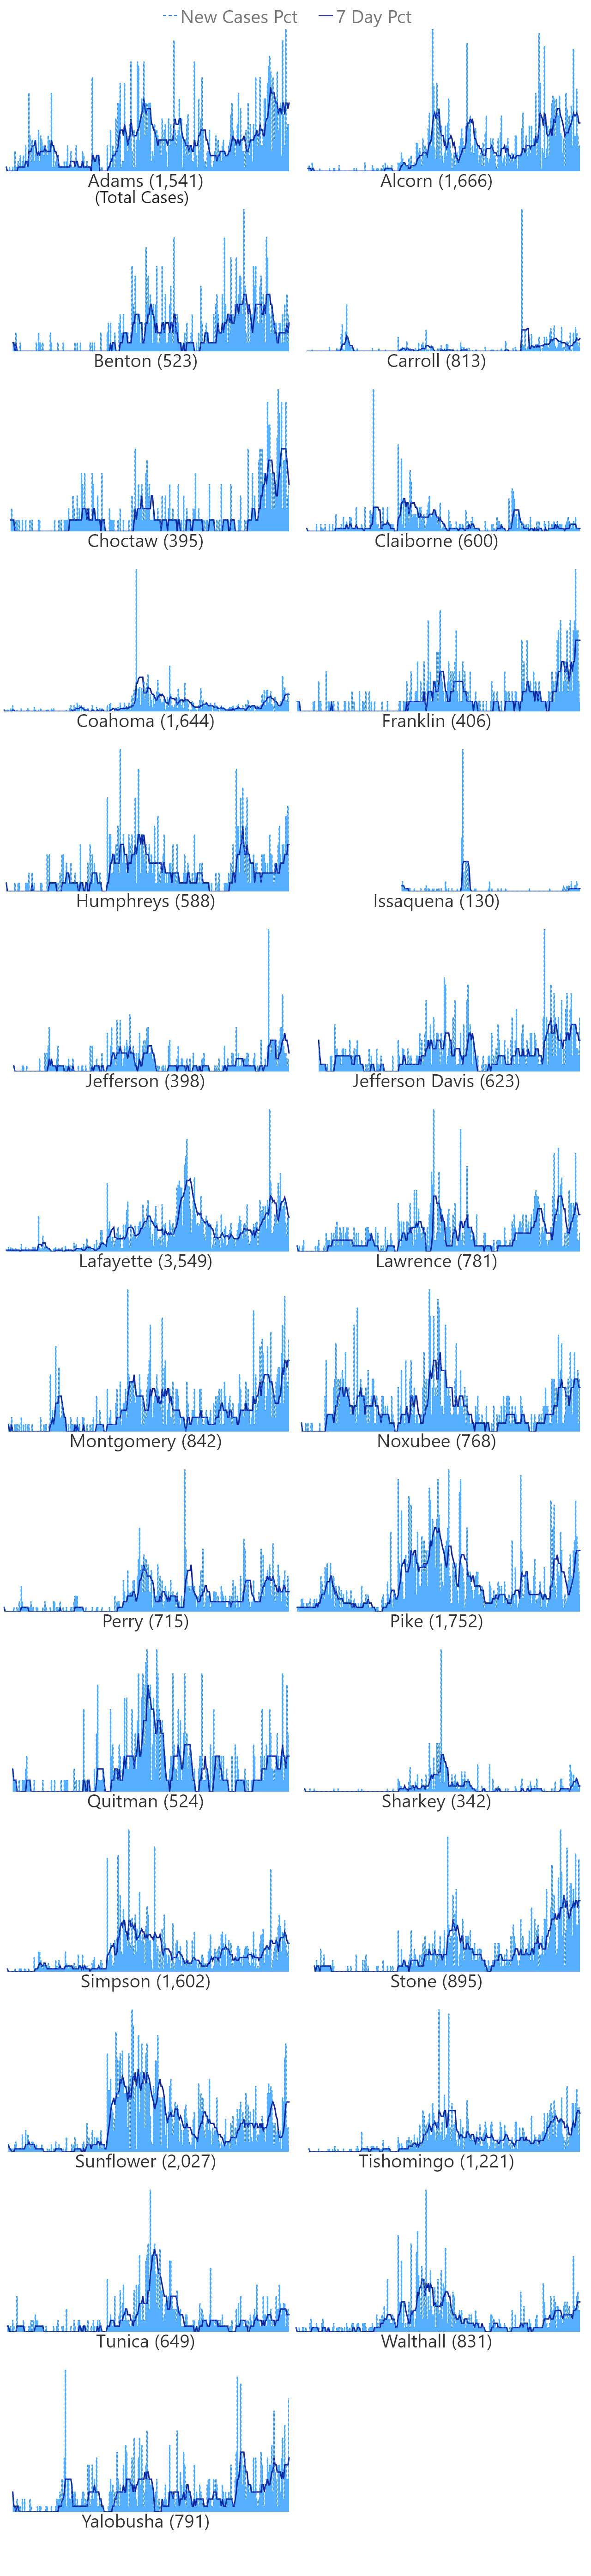 New Cases Pct 7 Day Pct
Adams (1,541)
(Total Cases)
Alcorn (1,666)
Benton (523)
Carroll (813)
Choctaw (395)
Claiborne (600)
Coahoma (1,644)
Franklin (406)
Humphreys (588)
Issaquena (130)
Jefferson (398)
Jefferson Davis (623)
Lafayette (3,549)
Lawrence (781)
Montgomery (842)
Noxubee (768)
Perry (715)
Pike (1,752)
Quitman (524)
Sharkey (342)
Simpson (1,602)
Stone (895)
Sunflower (2,027)
Tishomingo (1,221)
Tunica (649)
Walthall (831)
Yalobusha (791)